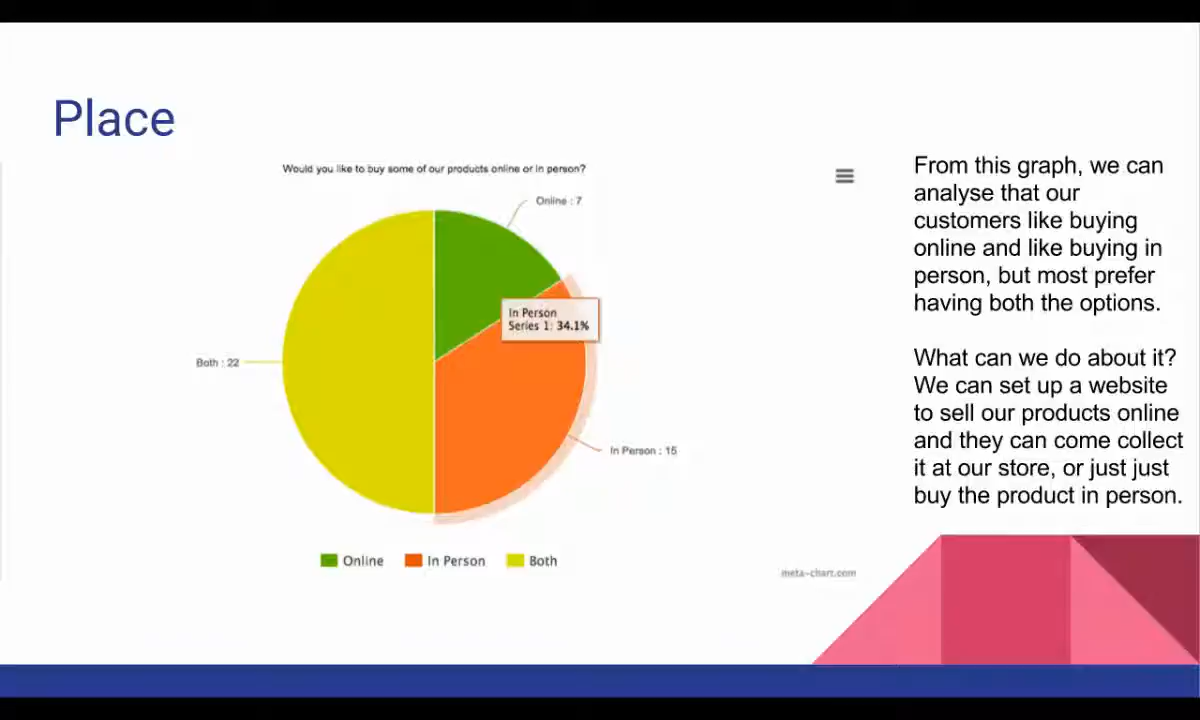 Place
Would you like to buy some of our products online or in person?
Online : 7
In Person
Series 1: 34.1%
Both : 22
In Person : 15
Online
In Person
Both
meta-chart.com
From this graph, we can
analyse that our
customers like buying
online and like buying in
person, but most prefer
having both the options.
What can we do about it?
We can set up a website
to sell our products online
and they can come collect
it at our store, or just just
buy the product in person.